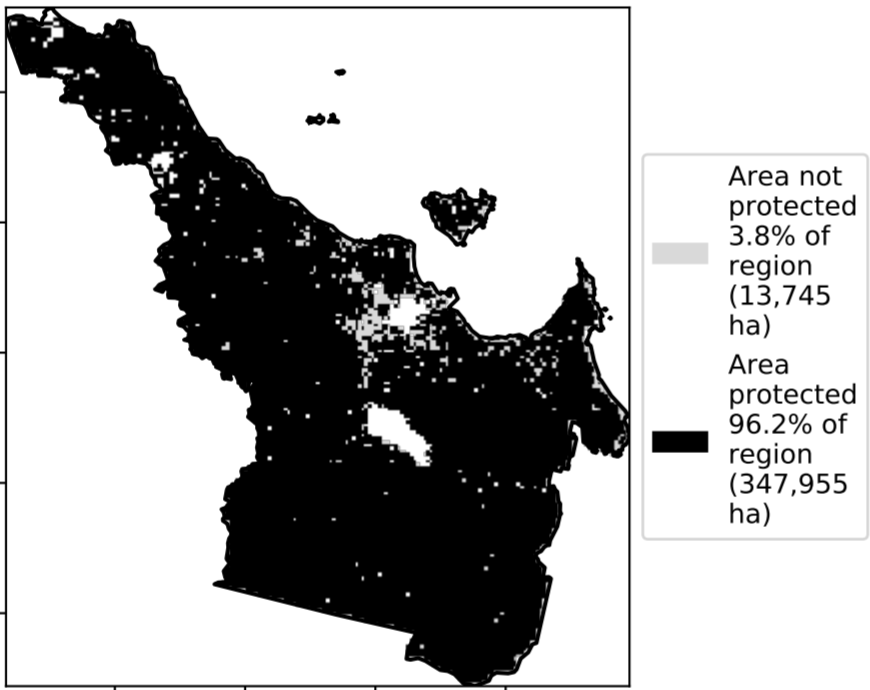 Area not
protected
3.8% of
region
(13,745
ha)
Area
protected
96.2% of
region
(347,955
ha)